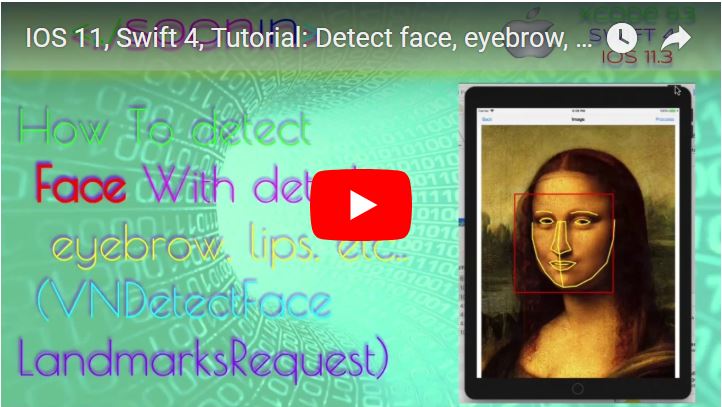 IOS 11, Swift 4, Tutorial: Detect face, eyebrow, ...
<//soonin>
XCODE 9.3
SWIFT 4
IOS 11.3
How To detect
Face With det
eyebrow, lips, etc..
(VNDetectFace
LandmarksRequest)
Back
Image
Process